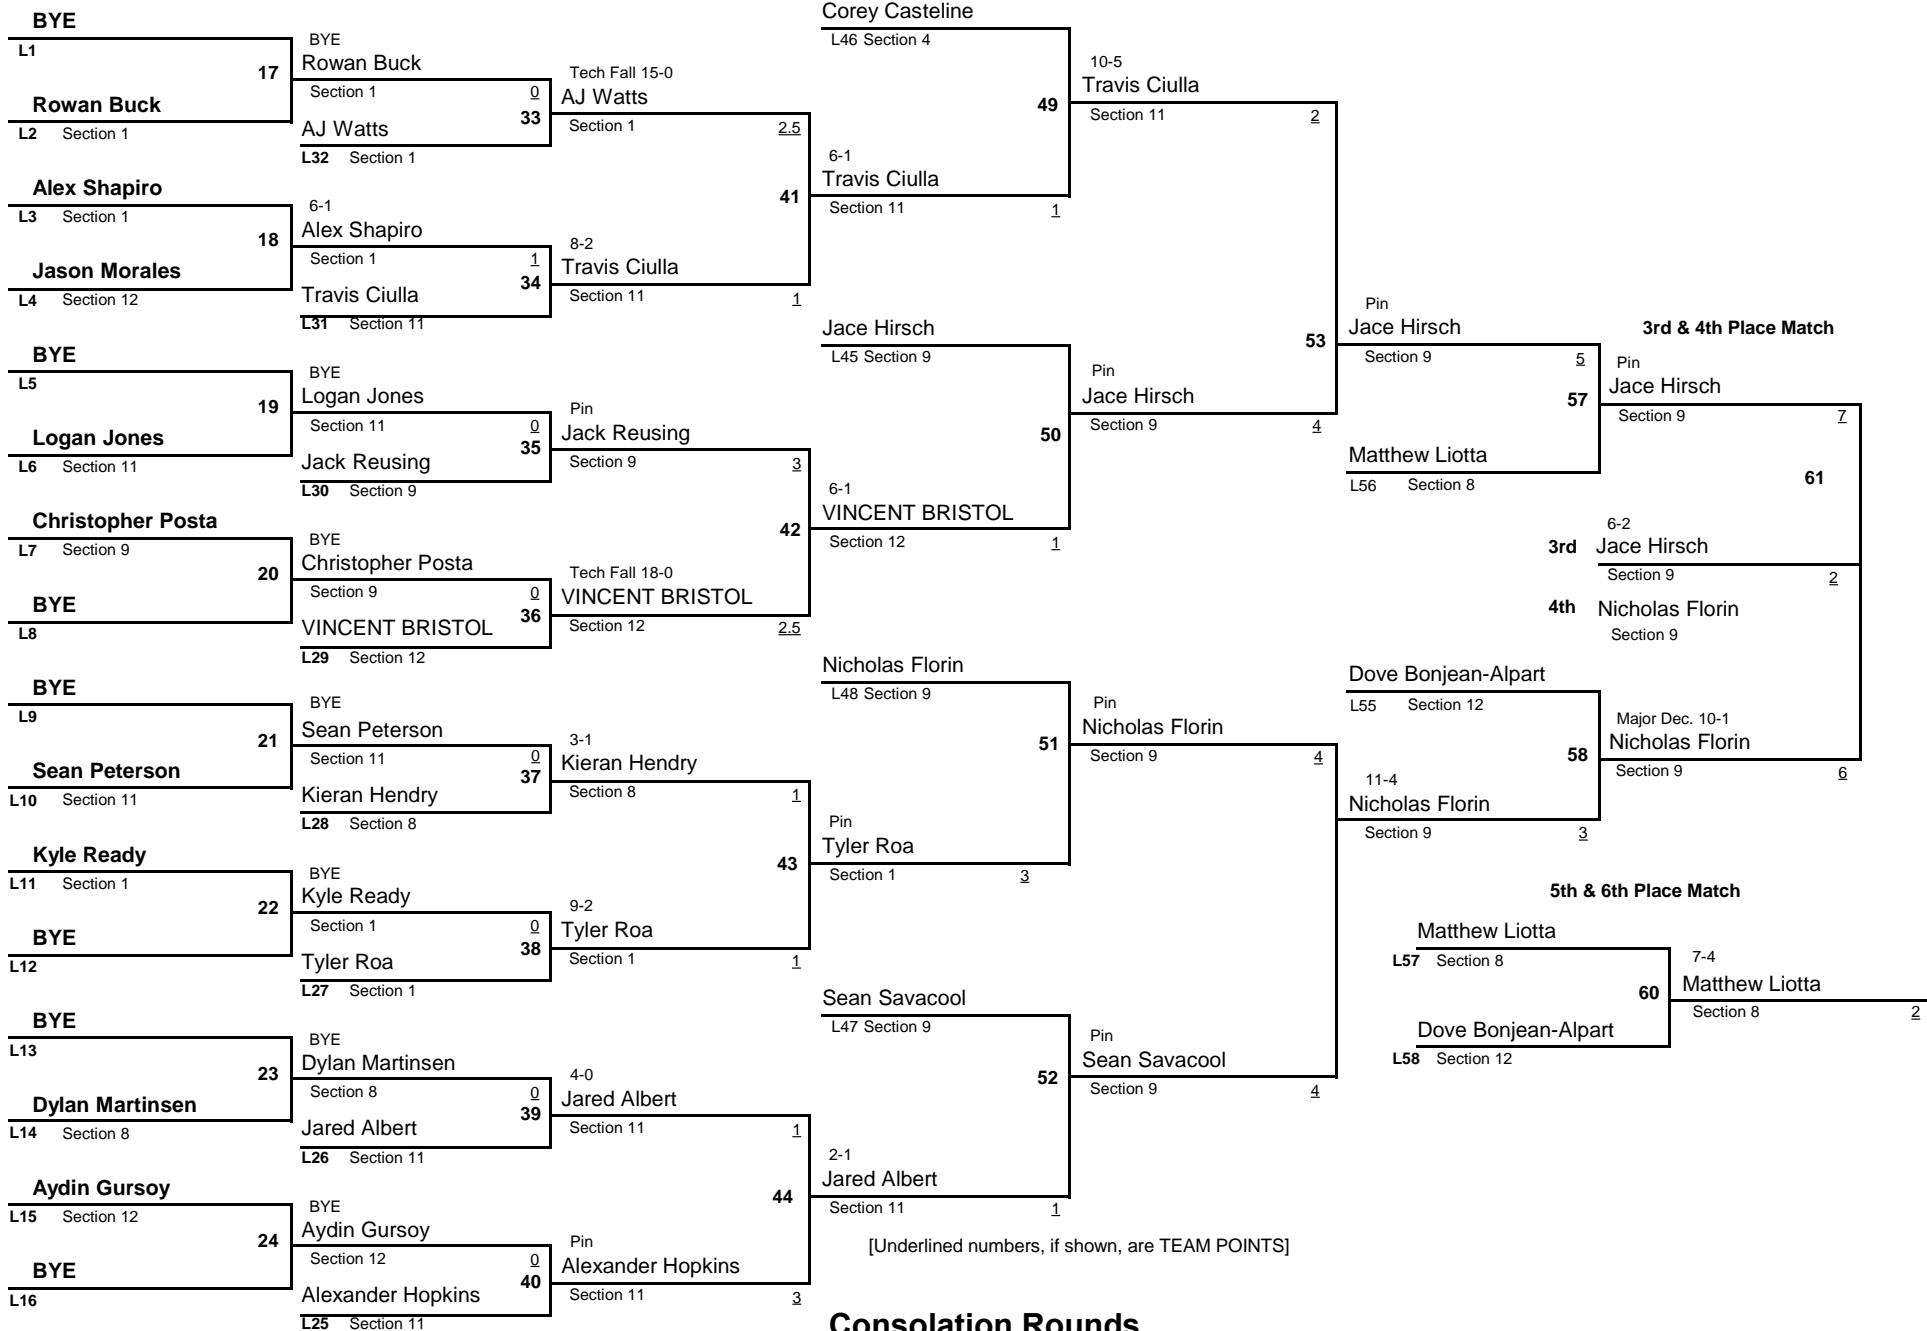 BYE
L1
17
Rowan Buck
L2 Section 1
Alex Shapiro
L3 Section 1
18
Jason Morales
L4 Section 12
BYE
L5
19
Logan Jones
L6 Section 11
Christopher Posta
L7 Section 9
20
BYE
L8
BYE
L9
21
Sean Peterson
L10 Section 11
Kyle Ready
L11 Section 1
22
BYE
L12
BYE
L13
23
Dylan Martinsen
L14 Section 8
Aydin Gursoy
L15 Section 12
24
BYE
L16
BYE
Rowan Buck
Section 1 0
33
AJ Watts
L32 Section 1
6-1
Alex Shapiro
Section 1 1
34
Travis Ciulla
L31 Section 11
BYE
Logan Jones
Section 11 0
35
Jack Reusing
L30 Section 9
BYE
Christopher Posta
Section 9 0
36
VINCENT BRISTOL
L29 Section 12
BYE
Sean Peterson
Section 11 0
37
Kieran Hendry
L28 Section 8
BYE
Kyle Ready
Section 1 0
38
Tyler Roa
L27 Section 1
BYE
Dylan Martinsen
Section 8 0
39
Jared Albert
L26 Section 11
BYE
Aydin Gursoy
Section 12 0
40
Alexander Hopkins
L25 Section 11
Tech Fall 15-0
AJ Watts
Section 1 2.5
41
8-2
Travis Ciulla
Section 11 1
Pin
Jack Reusing
Section 9 3
42
Tech Fall 18-0
VINCENT BRISTOL
Section 12 2.5
3-1
Kieran Hendry
Section 8 1
43
9-2
Tyler Roa
Section 1 1
4-0
Jared Albert
Section 11 1
44
Pin
Alexander Hopkins
Section 11 3
Corey Casteline
L46 Section 4
49
6-1
Travis Ciulla
Section 11 1
Jace Hirsch
L45 Section 9
50
6-1
VINCENT BRISTOL
Section 12 1
Nicholas Florin
L48 Section 9
51
Pin
Tyler Roa
Section 1 3
Sean Savacool
L47 Section 9
52
2-1
Jared Albert
Section 11 1
10-5
Travis Ciulla
Section 11 2
53
Pin
Jace Hirsch
Section 9 4
Pin
Nicholas Florin
Section 9 4
Pin
Sean Savacool
Section 9 4
Pin
Jace Hirsch
Section 9 5
57
Matthew Liotta
L56 Section 8
Dove Bonjean-Alpart
L55 Section 12
58
11-4
Nicholas Florin
Section 9 3
3rd & 4th Place Match
Pin
Jace Hirsch
Section 9 7
61
6-2
3rd Jace Hirsch
Section 9 2
4th Nicholas Florin
Section 9
Major Dec. 10-1
Nicholas Florin
Section 9 6
5th & 6th Place Match
Matthew Liotta
L57 Section 8
60
Dove Bonjean-Alpart
L58 Section 12
7-4
Matthew Liotta
Section 8 2
[Underlined numbers, if shown, are TEAM POINTS]
Consolation Rounds